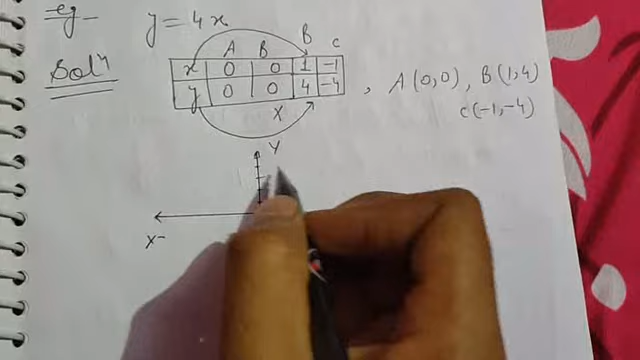 eg- y = 4x
B
A B C
Solⁿ x 0 0 1 -1 , A(0,0), B(1,4)
y 0 0 4 -4 C(-1,-4)
X
Y
X-